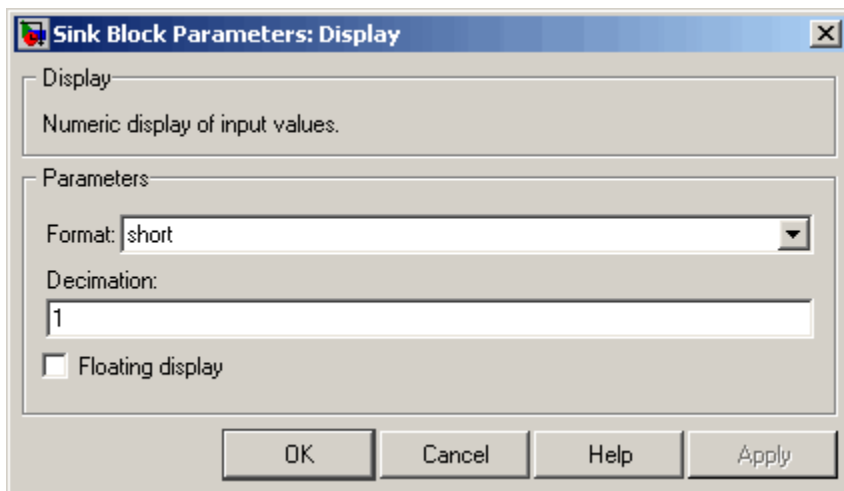 Sink Block Parameters: Display
Display
Numeric display of input values.
Parameters
Format: short
Decimation:
1
Floating display
OK Cancel Help Apply